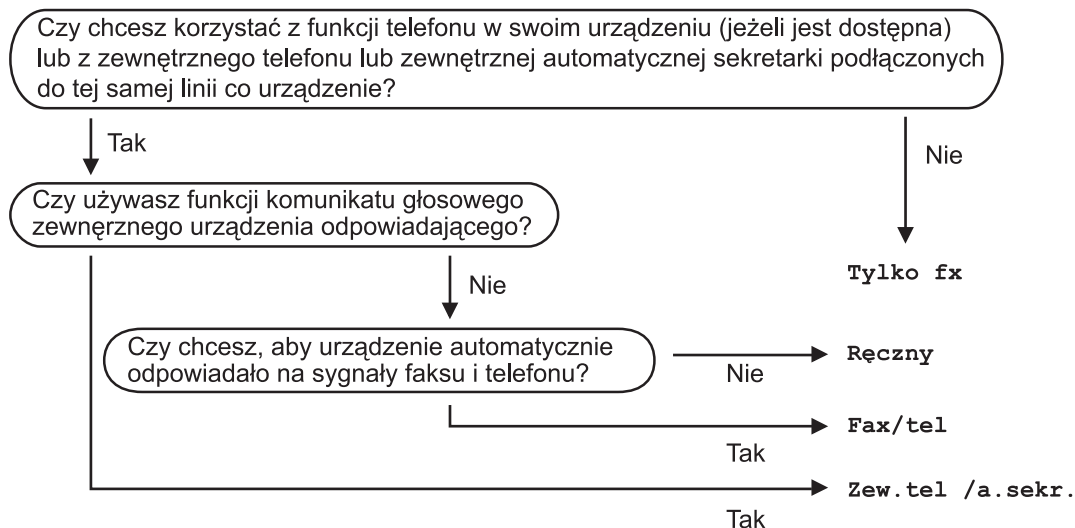 Czy chcesz korzystać z funkcji telefonu w swoim urządzeniu (jeżeli jest dostępna)
lub z zewnętrznego telefonu lub zewnętrznej automatycznej sekretarki podłączonych
do tej samej linii co urządzenie?
Tak
Nie
Czy używasz funkcji komunikatu głosowego
zewnęrznego urządzenia odpowiadającego?
Tylko fx
Nie
Czy chcesz, aby urządzenie automatycznie
odpowiadało na sygnały faksu i telefonu?
Nie
Ręczny
Tak
Fax/tel
Tak
Zew.tel /a.sekr.